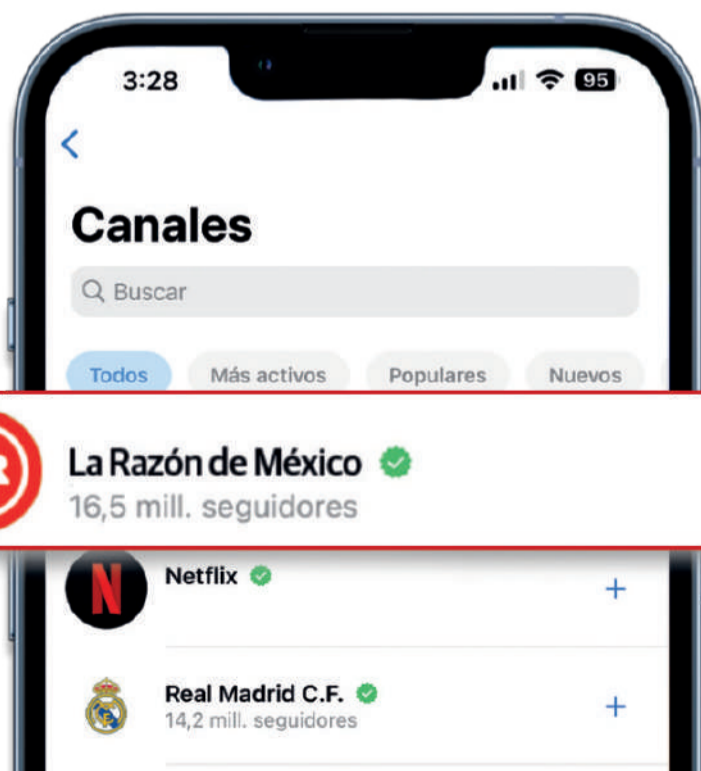 3:28
95
Canales
Buscar
Todos
Más activos
Populares
Nuevos
La Razón de México
16,5 mill. seguidores
Netflix
N
Real Madrid C.F.
14,2 mill. seguidores